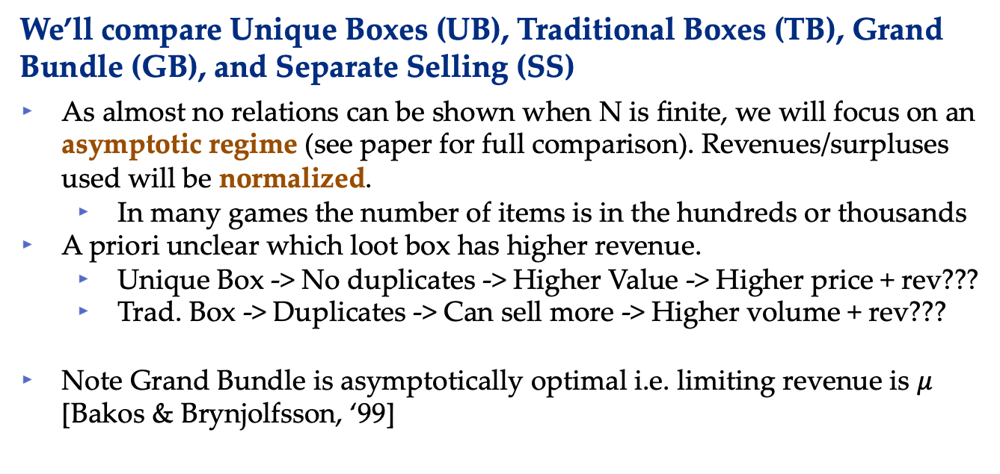 We’ll compare Unique Boxes (UB), Traditional Boxes (TB), Grand
Bundle (GB), and Separate Selling (SS)
▸ As almost no relations can be shown when N is finite, we will focus on an
asymptotic regime (see paper for full comparison). Revenues/surpluses
used will be normalized.
▸ In many games the number of items is in the hundreds or thousands
▸ A priori unclear which loot box has higher revenue.
▸ Unique Box -> No duplicates -> Higher Value -> Higher price + rev???
▸ Trad. Box -> Duplicates -> Can sell more -> Higher volume + rev???
▸ Note Grand Bundle is asymptotically optimal i.e. limiting revenue is μ
[Bakos & Brynjolfsson, ‘99]